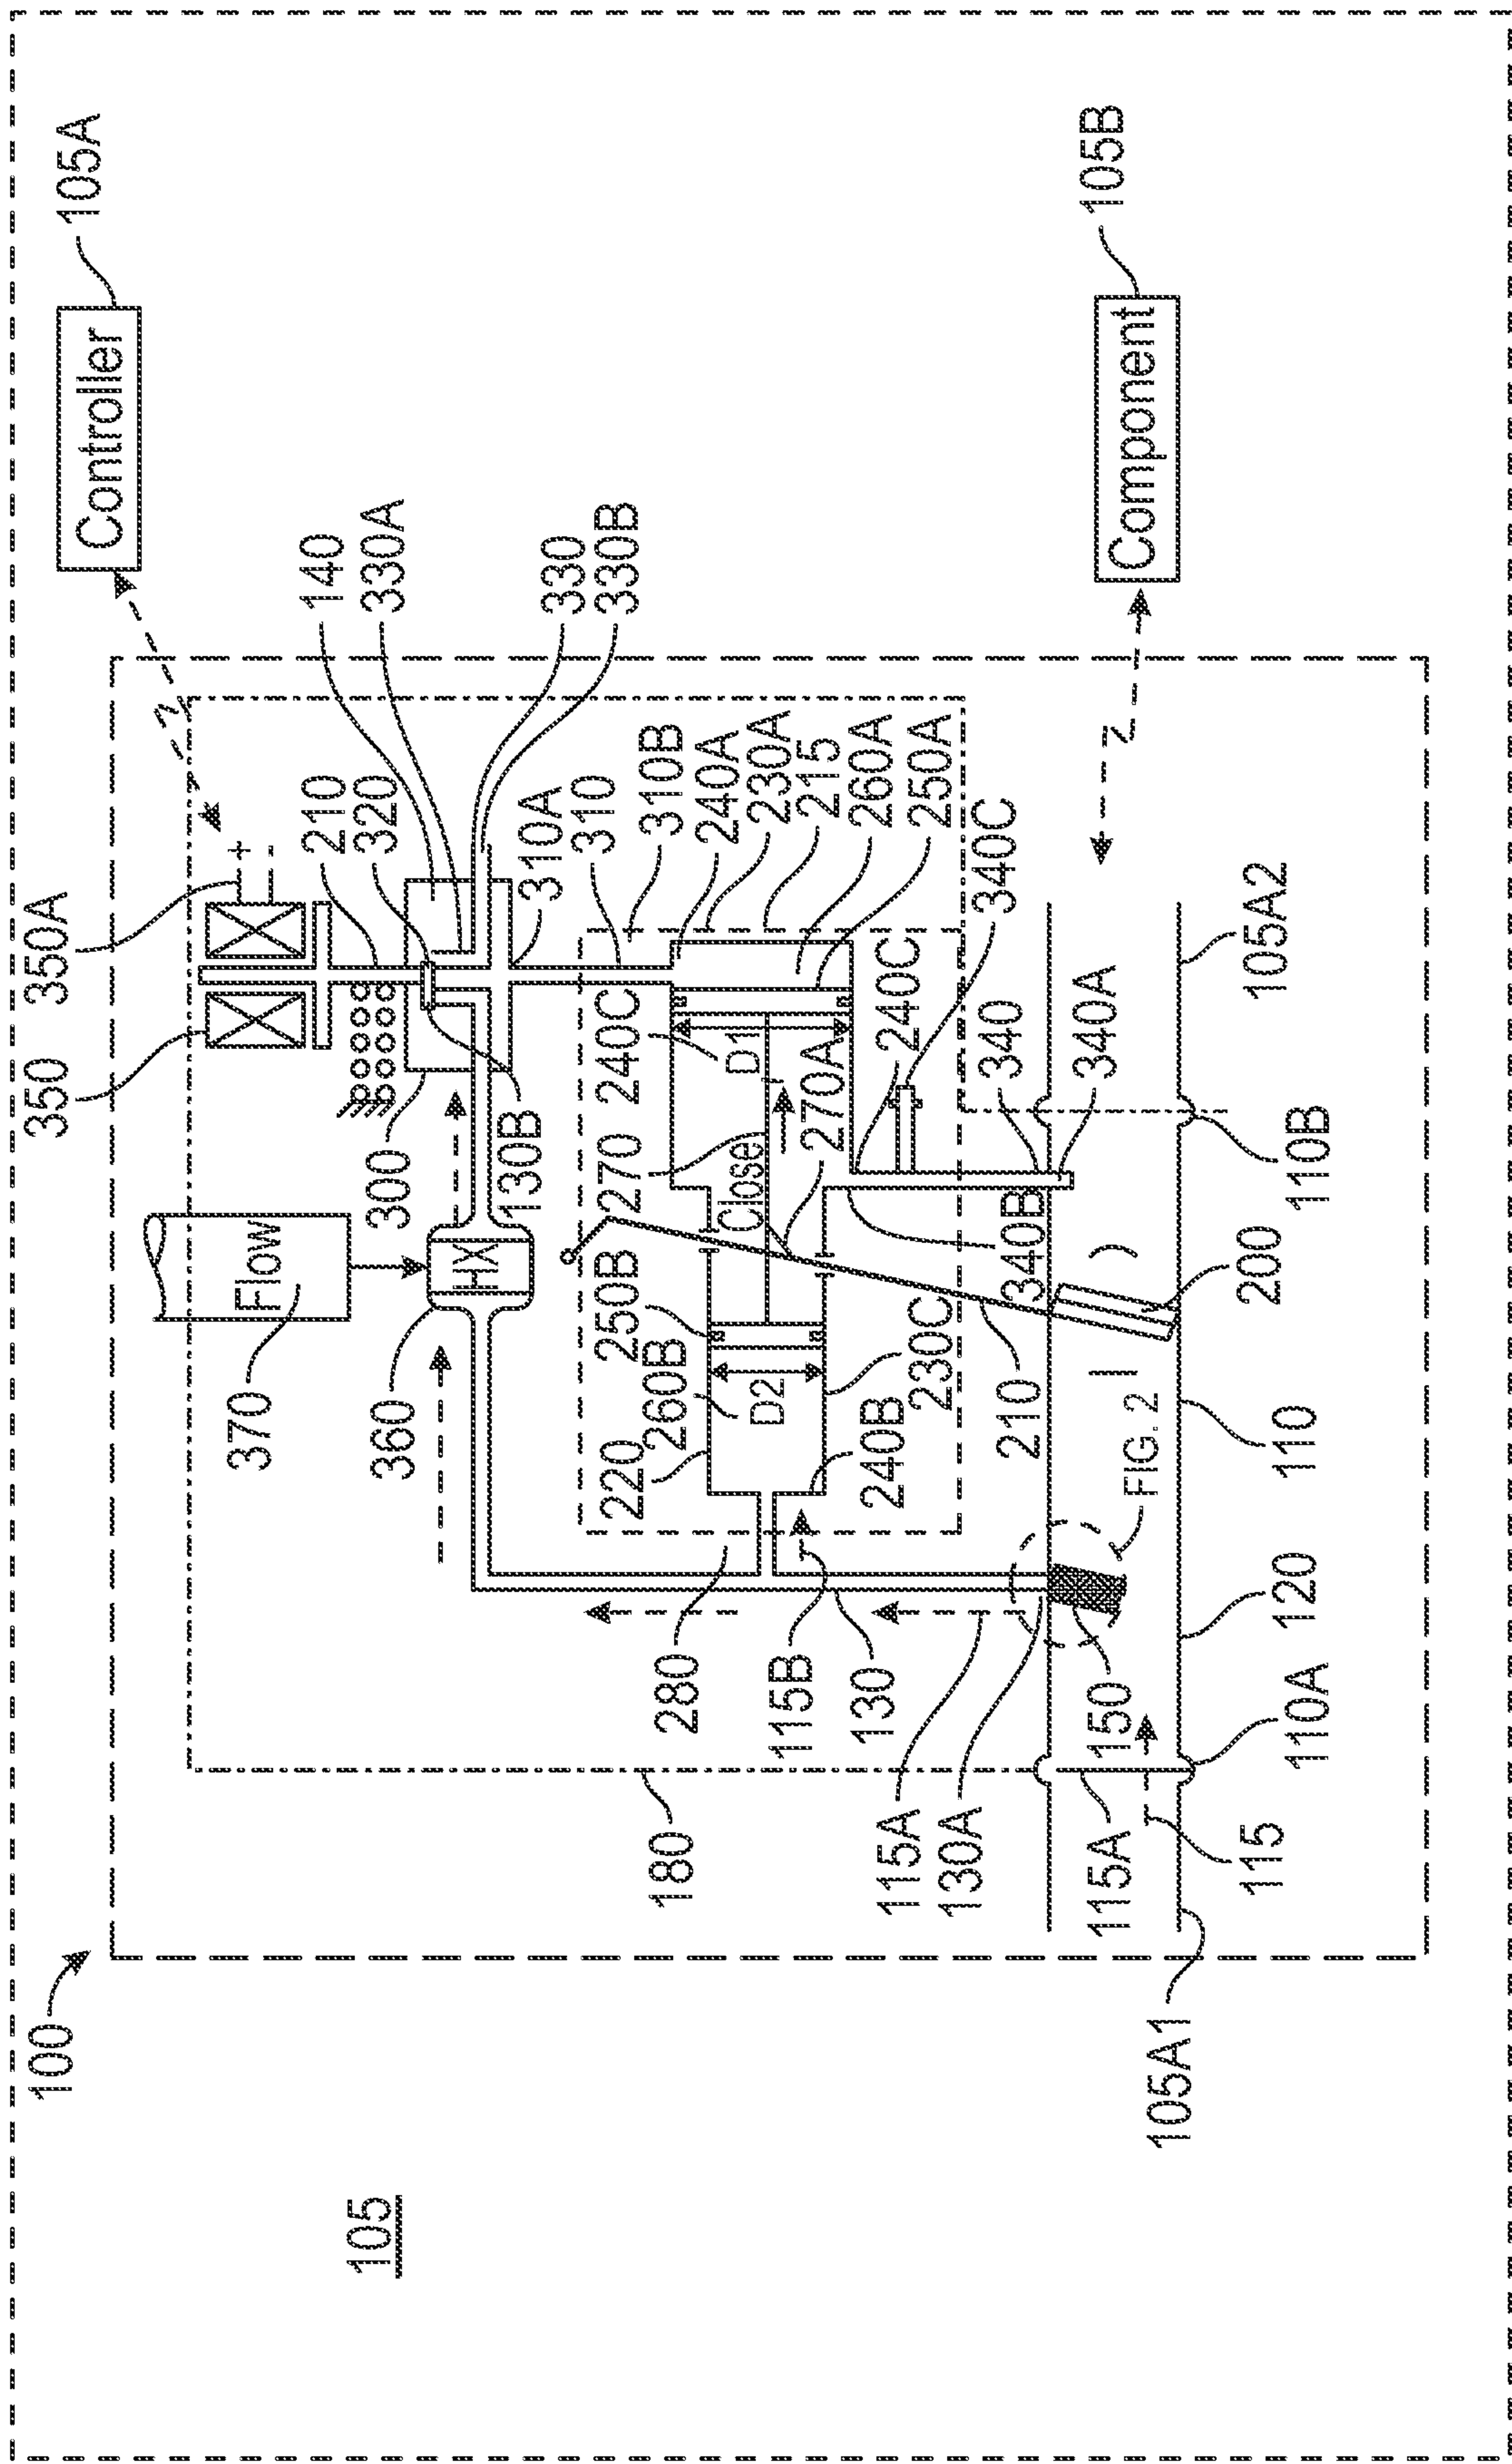 100
105
350A
350
Controller
105A
370
Flow
210
320
140
330A
330
330B
300
360
HX
130B
310A
310
310B
240A
230A
215
260A
250A
340C
240C
D1
270
Close
270A
240C
250B
260B
220
D2
240B
230C
340B
340
340A
210
280
115B
130
180
115A
130A
115A
150
FIG. 2
115
105A1
110A
120
110
200
110B
105A2
Component
105B